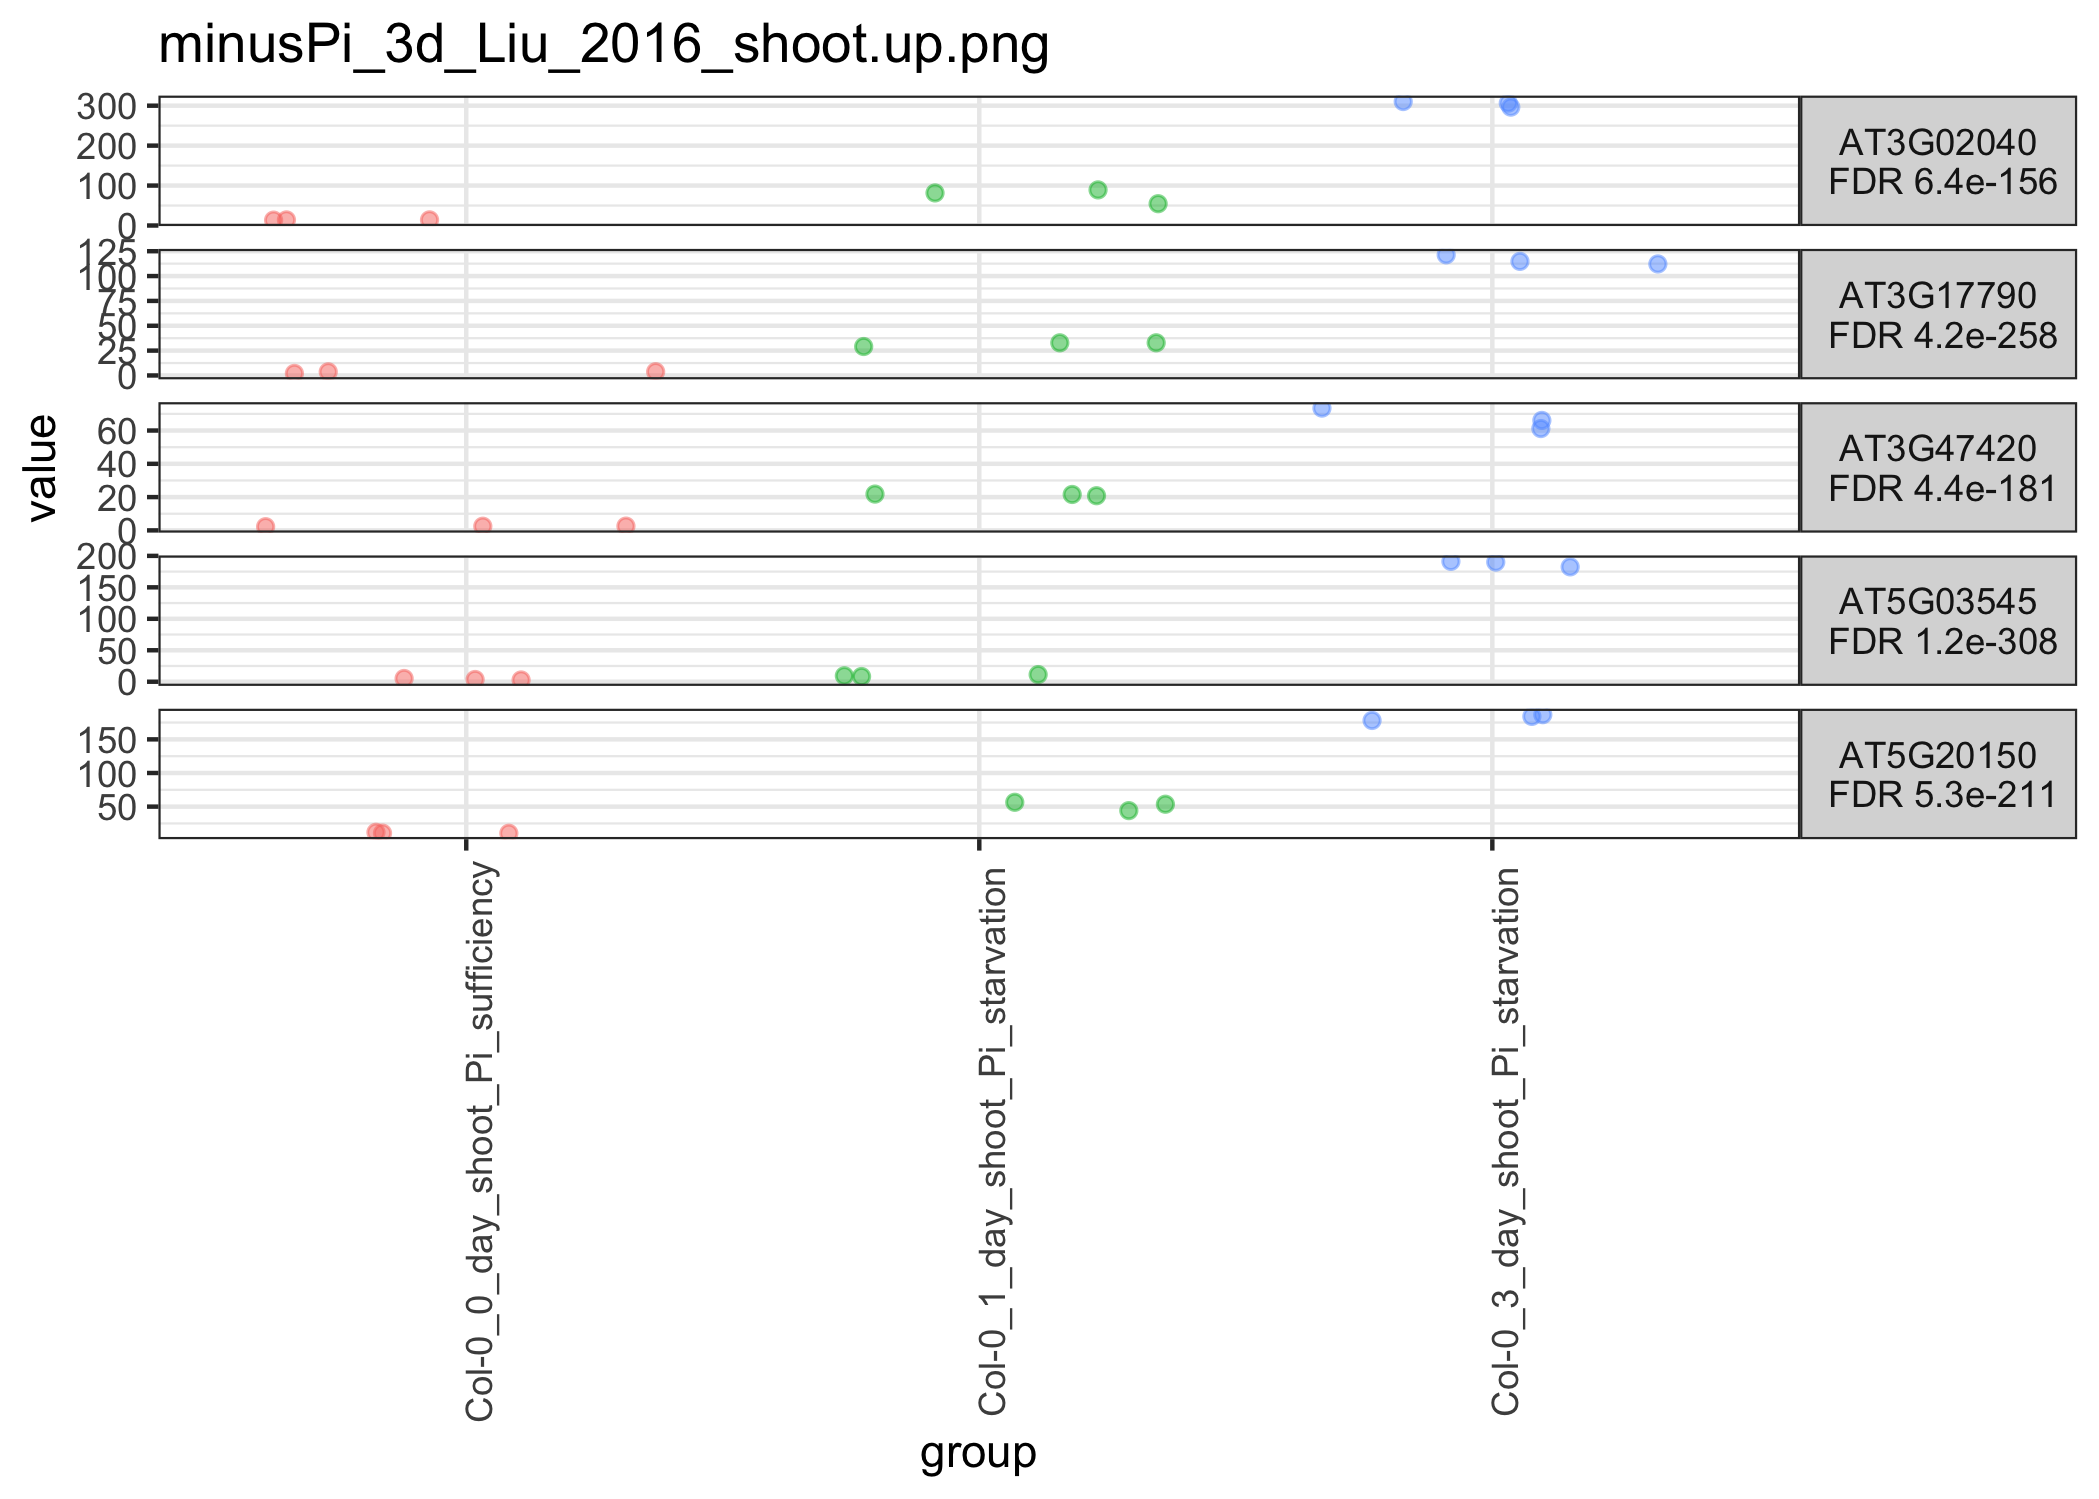 minusPi_3d_Liu_2016_shoot.up.png
300
200
100
0
AT3G02040
FDR 6.4e-156
125
100
75
50
25
0
AT3G17790
FDR 4.2e-258
value
60
40
20
0
AT3G47420
FDR 4.4e-181
200
150
100
50
0
AT5G03545
FDR 1.2e-308
150
100
50
AT5G20150
FDR 5.3e-211
Col-0_0_day_shoot_Pi_sufficiency
Col-0_1_day_shoot_Pi_starvation
Col-0_3_day_shoot_Pi_starvation
group